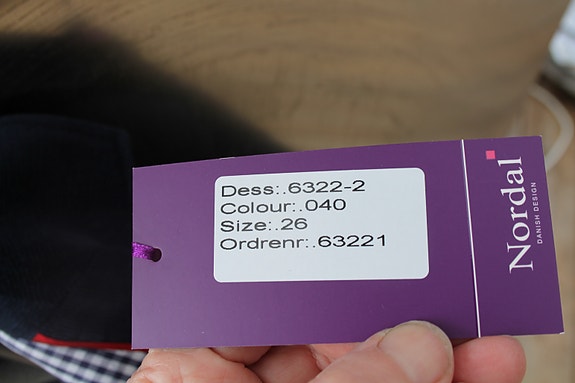 Dess:.6322-2
Colour:.040
Size:.26
Ordrenr:.63221
Nordal
DANISH DESIGN